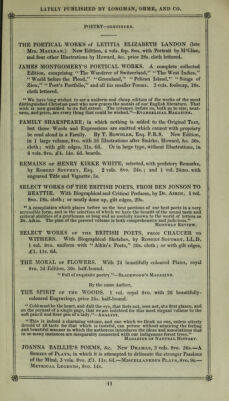 LATELY PUBLISHED BY LONGMAN, ORME, AND CO.
POETRY—CONTINUED.
THE POETICAL WORKS of LETITIA ELIZABETH LANDON (late
Mrs. MACLEAN.) New Edition, 4 vols. fcp. 8vo. with Portrait by M'Clise,
and four other Illustrations by Howard, &c. price 28s. cloth lettered.
JAMES MONTGOMERY'S POETICAL WORKS. A complete collected
Edition, comprising "The Wanderer of Switzerland," "The West Indies,"
"World before the Flood," "Greenland," "Pelican Island," "Songs of
Zion," "Poet's Portfolio," and all his smaller Poems. 3 vols. foolscap, 18s.
cloth lettered.
"We have long wished to see a uniform and cheap edition of the works of the most
distinguished Christian poet who now graces the annals of our English literature. That
wish is now gratified to its full extent. The volumes before us, both in point of neat-
ness, and price, are every thing that could be wished."—EVANGELICAL MAGAZINE.
FAMILY SHAKSPEARE; in which nothing is added to the Original Text,
but those Words and Expressions are omitted which cannot with propriety
be read aloud in a Family. By T. BOWDLER, Esq. F.R.S. New Edition,
in 1 large volume, 8vo. with 36 Illustrations after Smirke, Howard, &c. 30s.
cloth; with gilt edges, 31s. 6d. Or in large type, without Illustrations, in
8 vols. 8vo. £4. 14s. 6d. boards.
REMAINS OF HENRY KIRKE WHITE, selected, with prefatory Remarks,
by ROBERT SOUTHEY, Esq. 2 vols. 8vo. 24s.; and 1 vol. 24mo. with
engraved Title and Vignette, 5s.
SELECT WORKS OF THE BRITISH POETS, FROM BEN JONSON TO
BEATTIE. With Biographical and Critical Prefaces, by Dr. AIKIN. 1 vol.
8vo. 18s. cloth; or neatly done up, gilt edges, 20s.
"A compilation which places before us the best portions of our best poets in a very
accessible form, and in the selection of which we have the benefit of the sound taste and
critical abilities of a gentleman so long and so usefully known to the world of letters as
Dr. Aikin. The plan of the present volume is both comprehensive and judicious."
MONTHLY REVIEW.
SELECT WORKS OF THE BRITISH POETS, FROM CHAUCER TO
WITHERS. With Biographical Sketches, by ROBERT SOUTHEY, LL.D.
1 vol. 8vo. uniform with "Aikin's Poets," 30s. cloth; or with gilt edges,
£1. 11s. 6d.
THE MORAL OF FLOWERS. With 24 beautifully coloured Plates, royal
8vo. 3d Edition, 30s. half-bound.
"Full of exquisite poetry."—BLACKWOOD'S MAGAZINE.
By the same Author,
THE SPIRIT OF THE WOODS. 1 vol. royal 8vo. with 26 beautifully-
coloured Engravings, price 36s. half-bound.
"Cold must be the heart, and dull the eye, that feels not, sees not, at a first glance, and
on the perusal of a single page, that we are indebted for this most elegant volume to the
soft pencil and finer pen of a lady."—ARGUS.
"This is indeed a charming volume, and one which we think no one, unless utterly
devoid of all taste for that which is tasteful, can peruse without admiring the feeling
and beautiful manner in which the authoress introduces the ideas and associations that
in so many instances are inseparably connected with our indigenous forest trees."
MAGAZINE OF NATURAL HISTORY.
JOANNA BAILLIE'S POEMS, &c. NEW DRAMAS, 3 vols. 8vo. 36s.—A
SERIES OF PLAYS; in which it is attempted to delineate the stronger Passions
of the Mind, 3 vols. 8vo. £1. 11s. 6d.—MISCELLANEOUS PLAYS, 8vo. 9s.—
METRICAL LEGENDS, 8vo. 14s.
11